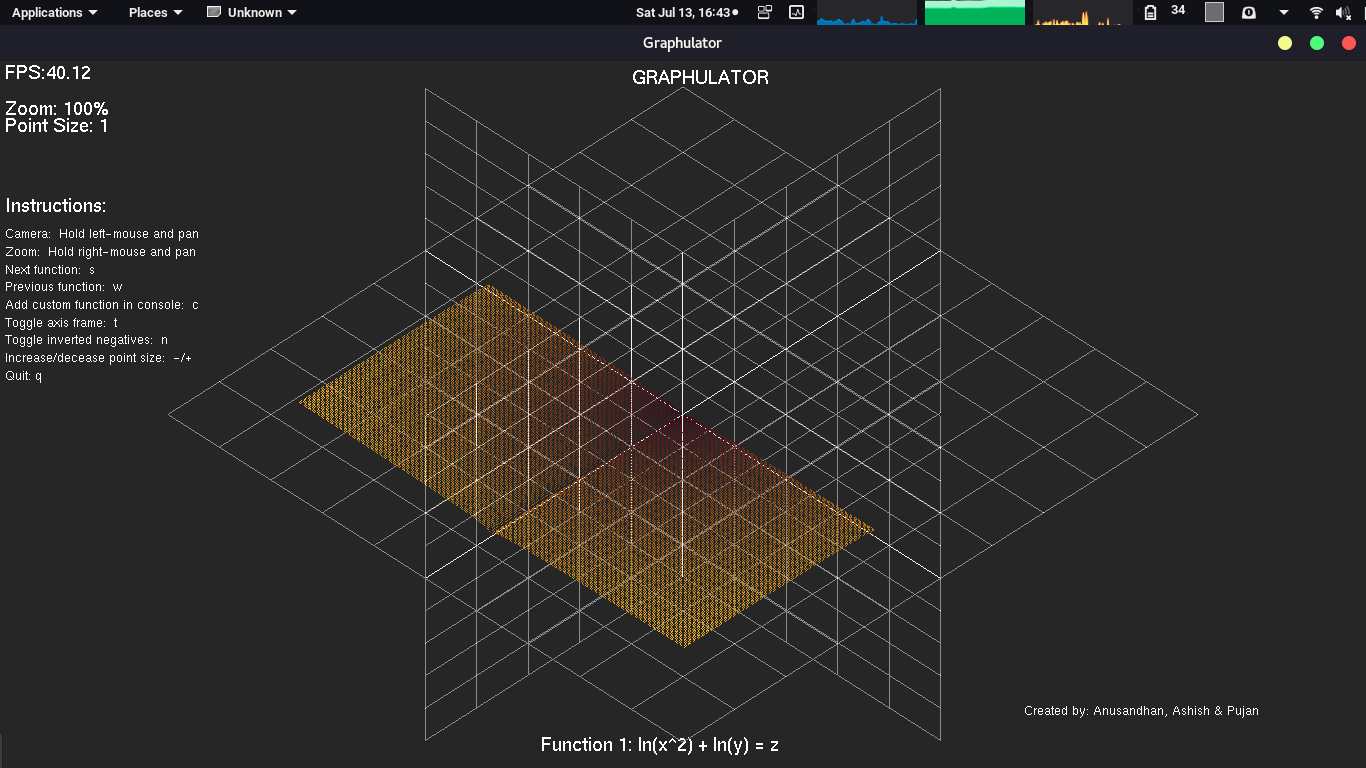 Applications Places Unknown Sat Jul 13, 16:43 34
Graphulator
FPS:40.12
GRAPHULATOR
Zoom: 100%
Point Size: 1
Instructions:
Camera: Hold left-mouse and pan
Zoom: Hold right-mouse and pan
Next function: s
Previous function: w
Add custom function in console: c
Toggle axis frame: t
Toggle inverted negatives: n
Increase/decease point size: -/+
Quit: q
Created by: Anusandhan, Ashish & Pujan
Function 1: ln(x^2) + ln(y) = z